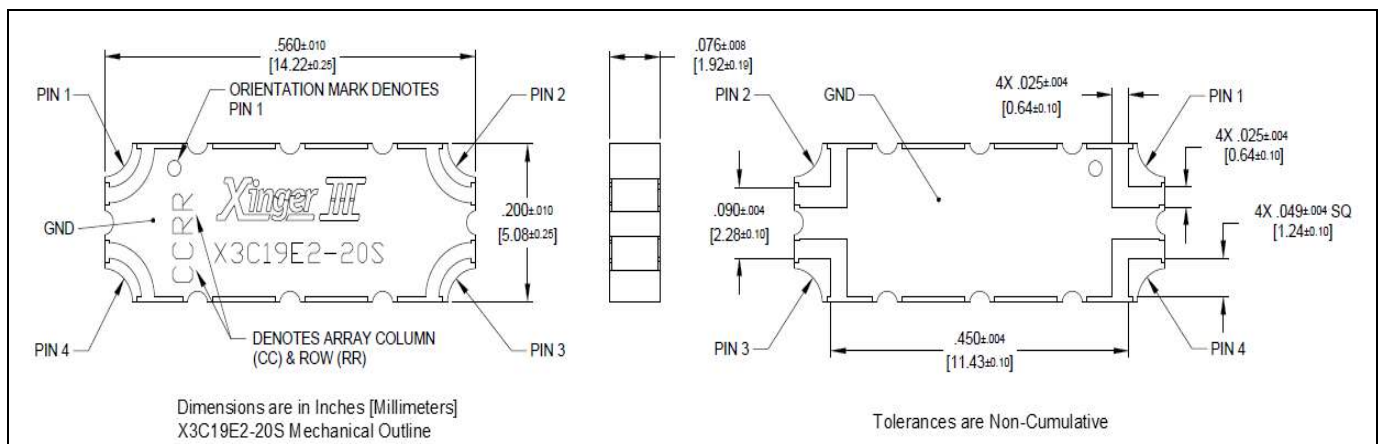 .560±.010
[14.22±0.25]
PIN 1
ORIENTATION MARK DENOTES
PIN 1
PIN 2
GND
CCRR
Xinger III
X3C19E2-20S
.200±.010
[5.08±0.25]
PIN 4
DENOTES ARRAY COLUMN
(CC) & ROW (RR)
PIN 3
Dimensions are in Inches [Millimeters]
X3C19E2-20S Mechanical Outline
.076±.008
[1.92±0.19]
PIN 2
GND
4X .025±.004
[0.64±0.10]
PIN 1
4X .025±.004
[0.64±0.10]
.090±.004
[2.28±0.10]
4X .049±.004 SQ
[1.24±0.10]
PIN 3
.450±.004
[11.43±0.10]
PIN 4
Tolerances are Non-Cumulative